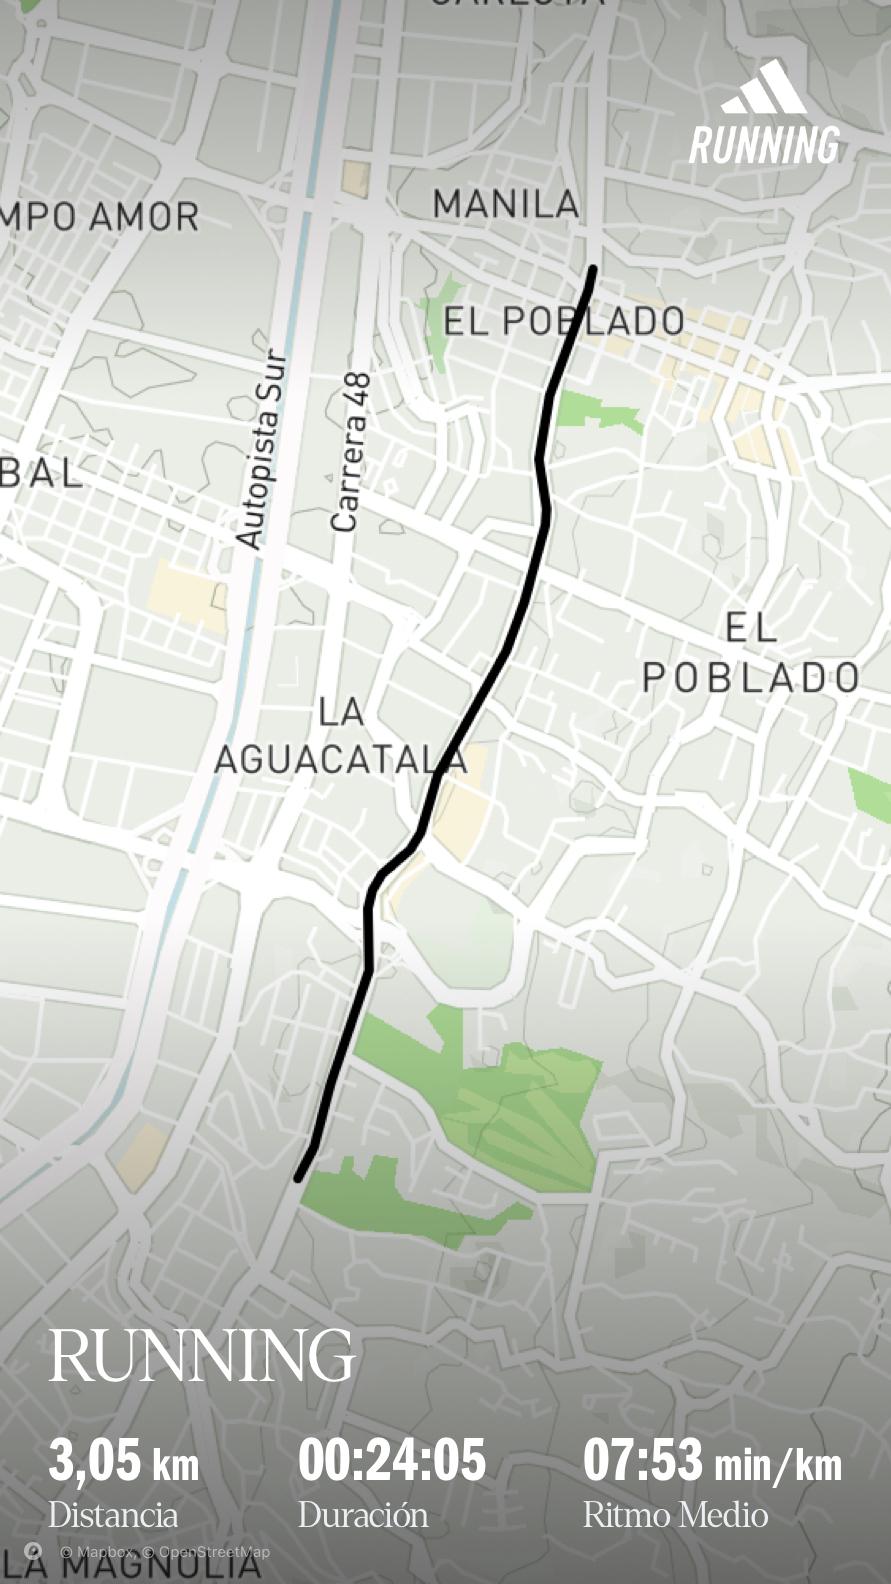 RUNNING
MANILA
MPO AMOR
EL POBLADO
Autopista Sur
Carrera 48
BAL
EL
POBLADO
LA
AGUACATALA
RUNNING
3,05 km
00:24:05
07:53 min/km
Distancia
Duración
Ritmo Medio
© Mapbox, © OpenStreetMap
LA MAGNOLIA